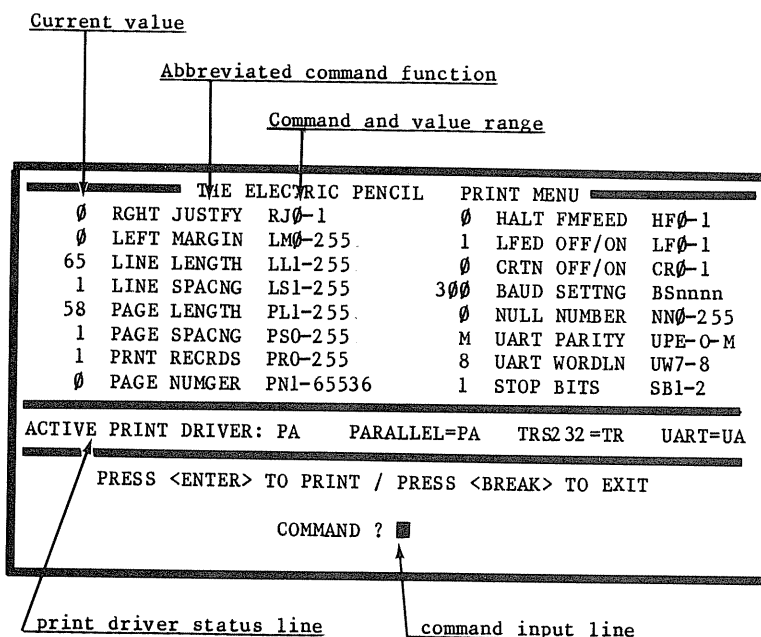 Current value
Abbreviated command function
Command and value range
THE ELECTRIC PENCIL PRINT MENU
Ø RGHT JUSTFY RJØ-1 Ø HALT FMFEED HFØ-1
Ø LEFT MARGIN LMØ-255 1 LFED OFF/ON LFØ-1
65 LINE LENGTH LL1-255 Ø CRTN OFF/ON CRØ-1
1 LINE SPACNG LS1-255 3ØØ BAUD SETTNG BSnnnn
58 PAGE LENGTH PL1-255 Ø NULL NUMBER NNØ-255
1 PAGE SPACNG PSO-255 M UART PARITY UPE-O-M
1 PRNT RECRDS PRO-255 8 UART WORDLN UW7-8
Ø PAGE NUMGER PN1-65536 1 STOP BITS SB1-2
ACTIVE PRINT DRIVER: PA PARALLEL=PA TRS232=TR UART=UA
PRESS <ENTER> TO PRINT / PRESS <BREAK> TO EXIT
COMMAND ?
print driver status line command input line